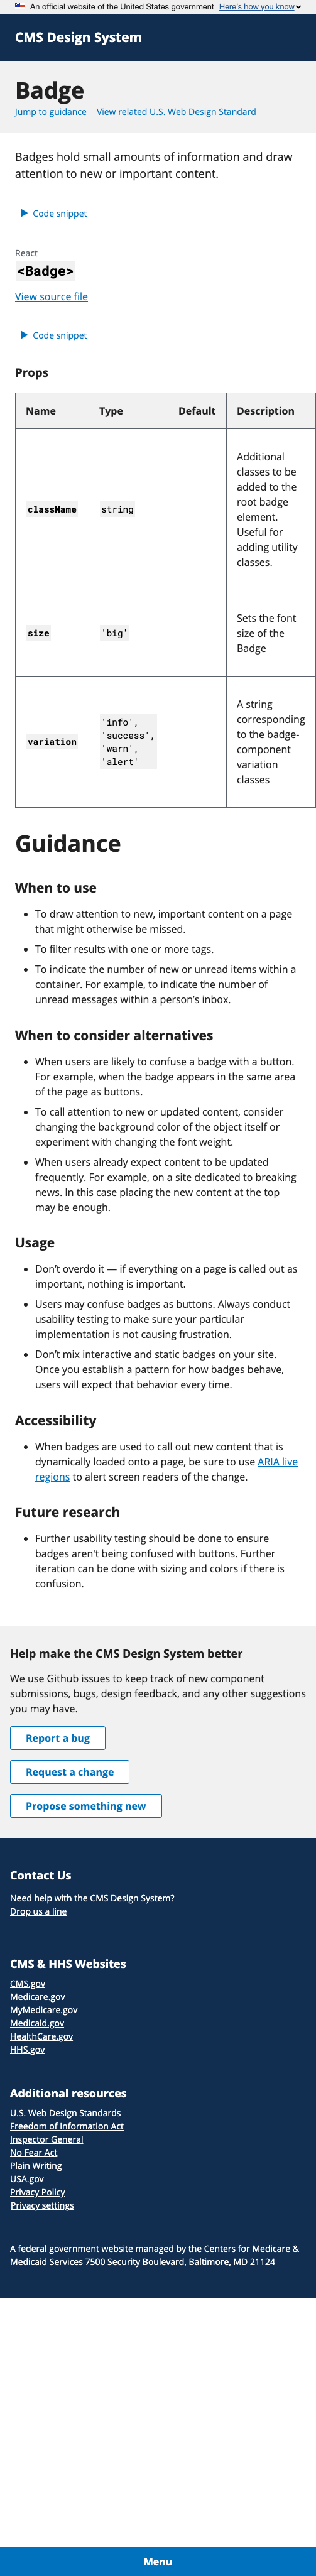 An official website of the United States government Here's how you know
CMS Design System
Badge
Jump to guidance View related U.S. Web Design Standard
Badges hold small amounts of information and draw
attention to new or important content.
Code snippet
React
<Badge>
View source file
Code snippet
Props
Name Type Default Description
className string Additional
classes to be
added to the
root badge
element.
Useful for
adding utility
classes.
size 'big' Sets the font
size of the
Badge
variation 'info',
'success',
'warn',
'alert'
A string
corresponding
to the badge-
component
variation
classes
Guidance
When to use
• To draw attention to new, important content on a page
that might otherwise be missed.
• To filter results with one or more tags.
• To indicate the number of new or unread items within a
container. For example, to indicate the number of
unread messages within a person’s inbox.
When to consider alternatives
• When users are likely to confuse a badge with a button.
For example, when the badge appears in the same area
of the page as buttons.
• To call attention to new or updated content, consider
changing the background color of the object itself or
experiment with changing the font weight.
• When users already expect content to be updated
frequently. For example, on a site dedicated to breaking
news. In this case placing the new content at the top
may be enough.
Usage
• Don’t overdo it — if everything on a page is called out as
important, nothing is important.
• Users may confuse badges as buttons. Always conduct
usability testing to make sure your particular
implementation is not causing frustration.
• Don’t mix interactive and static badges on your site.
Once you establish a pattern for how badges behave,
users will expect that behavior every time.
Accessibility
• When badges are used to call out new content that is
dynamically loaded onto a page, be sure to use ARIA live
regions to alert screen readers of the change.
Future research
• Further usability testing should be done to ensure
badges aren't being confused with buttons. Further
iteration can be done with sizing and colors if there is
confusion.
Help make the CMS Design System better
We use Github issues to keep track of new component
submissions, bugs, design feedback, and any other suggestions
you may have.
Report a bug
Request a change
Propose something new
Contact Us
Need help with the CMS Design System?
Drop us a line
CMS & HHS Websites
CMS.gov
Medicare.gov
MyMedicare.gov
Medicaid.gov
HealthCare.gov
HHS.gov
Additional resources
U.S. Web Design Standards
Freedom of Information Act
Inspector General
No Fear Act
Plain Writing
USA.gov
Privacy Policy
Privacy settings
A federal government website managed by the Centers for Medicare &
Medicaid Services 7500 Security Boulevard, Baltimore, MD 21124
Menu